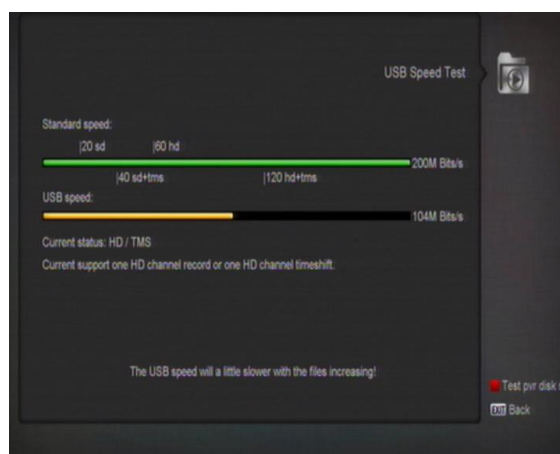 USB Speed Test
Standard speed:
|20 sd |60 hd
200M Bits/s
|40 sd+tms |120 hd+tms
USB speed:
104M Bits/s
Current status: HD / TMS
Current support one HD channel record or one HD channel timeshift.
The USB speed will a little slower with the files increasing!
Test pvr disk
EXIT Back